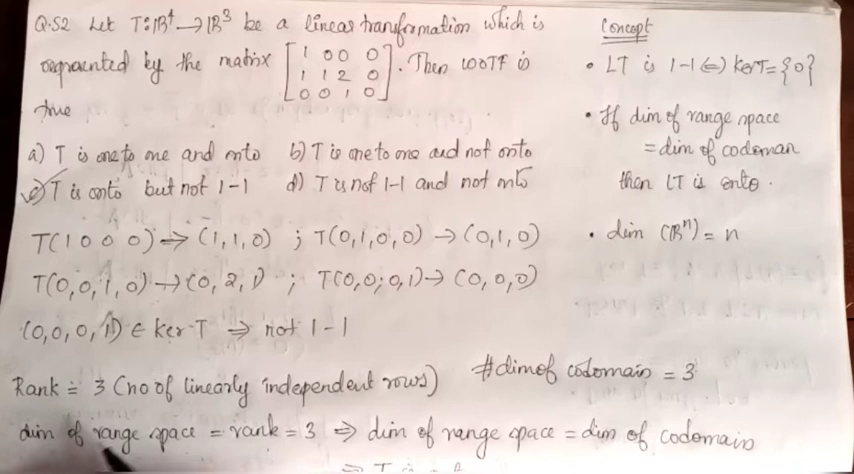 Q.52 Let T: R⁴ → R³ be a linear transformation which is
represented by the matrix [1 0 0 0
1 1 2 0
0 0 1 0]. Then WOTF is
true
a) T is one to one and onto b) T is one to one and not onto
c) T is onto but not 1-1 d) T is not 1-1 and not onto
T(1 0 0 0) ⇒ (1, 1, 0) ; T(0, 1, 0, 0) → (0, 1, 0)
T(0, 0, 1, 0) → (0, 2, 1) ; T(0, 0, 0, 1) → (0, 0, 0)
(0, 0, 0, 1) ∈ ker T ⇒ not 1-1
Rank = 3 (no of linearly independent rows) # dim of codomain = 3
dim of range space = rank = 3 ⇒ dim of range space = dim of codomain
⇒ T is
Concept
• LT is 1-1 ⇔ KerT = {0}
• If dim of range space
= dim of codoman
then LT is onto.
• dim (Rⁿ) = n